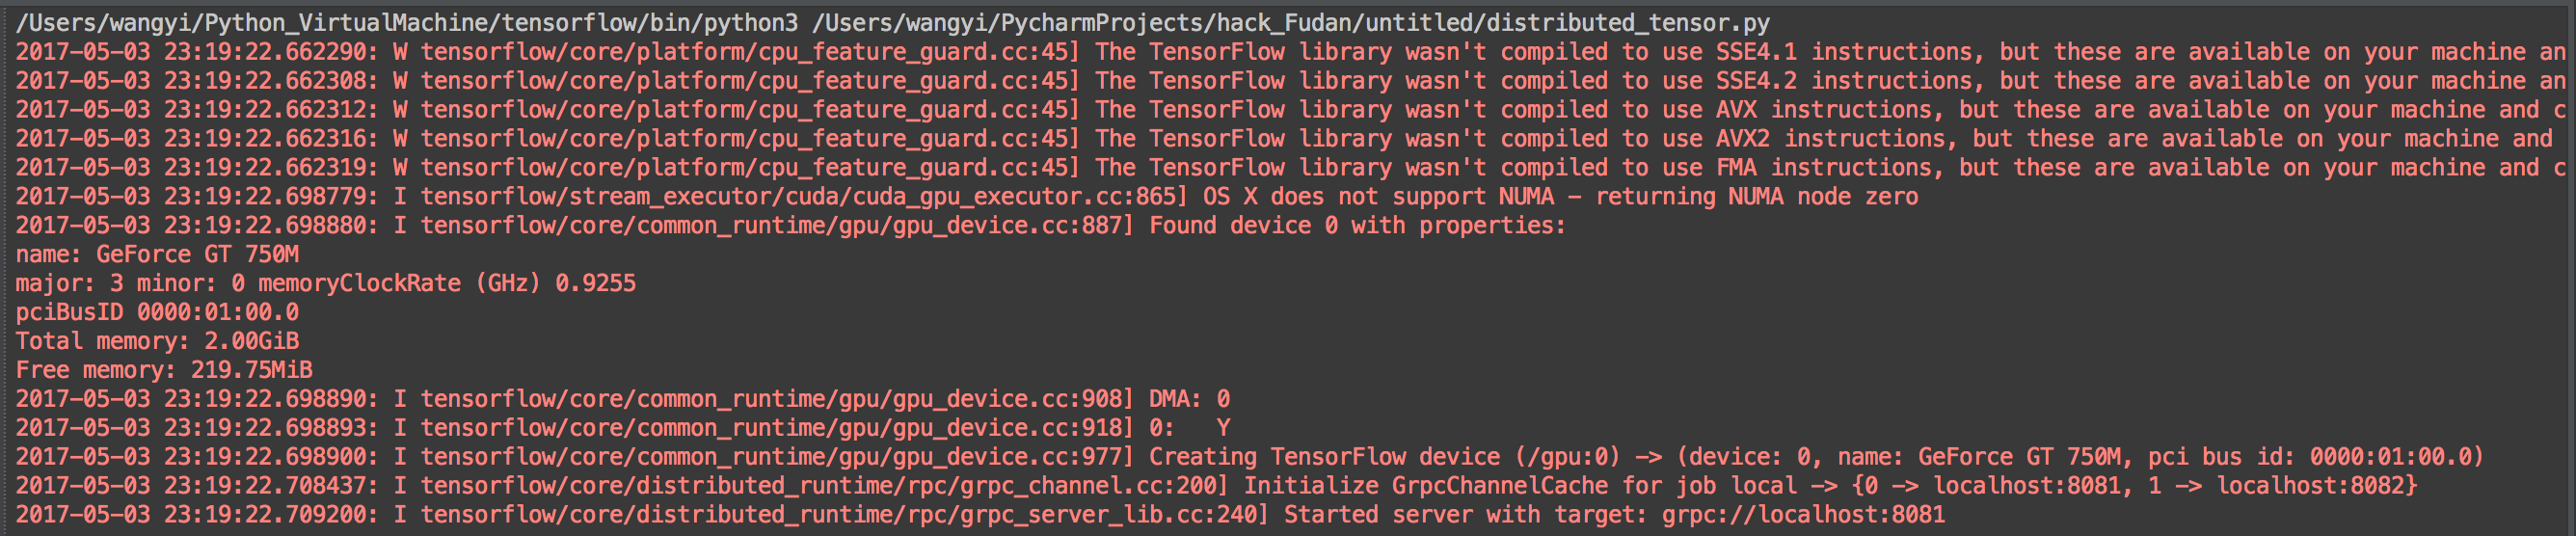 /Users/wangyi/Python_VirtualMachine/tensorflow/bin/python3 /Users/wangyi/PycharmProjects/hack_Fudan/untitled/distributed_tensor.py
2017-05-03 23:19:22.662290: W tensorflow/core/platform/cpu_feature_guard.cc:45] The TensorFlow library wasn't compiled to use SSE4.1 instructions, but these are available on your machine an
2017-05-03 23:19:22.662308: W tensorflow/core/platform/cpu_feature_guard.cc:45] The TensorFlow library wasn't compiled to use SSE4.2 instructions, but these are available on your machine an
2017-05-03 23:19:22.662312: W tensorflow/core/platform/cpu_feature_guard.cc:45] The TensorFlow library wasn't compiled to use AVX instructions, but these are available on your machine and c
2017-05-03 23:19:22.662316: W tensorflow/core/platform/cpu_feature_guard.cc:45] The TensorFlow library wasn't compiled to use AVX2 instructions, but these are available on your machine and
2017-05-03 23:19:22.662319: W tensorflow/core/platform/cpu_feature_guard.cc:45] The TensorFlow library wasn't compiled to use FMA instructions, but these are available on your machine and c
2017-05-03 23:19:22.698779: I tensorflow/stream_executor/cuda/cuda_gpu_executor.cc:865] OS X does not support NUMA - returning NUMA node zero
2017-05-03 23:19:22.698880: I tensorflow/core/common_runtime/gpu/gpu_device.cc:887] Found device 0 with properties:
name: GeForce GT 750M
major: 3 minor: 0 memoryClockRate (GHz) 0.9255
pciBusID 0000:01:00.0
Total memory: 2.00GiB
Free memory: 219.75MiB
2017-05-03 23:19:22.698890: I tensorflow/core/common_runtime/gpu/gpu_device.cc:908] DMA: 0
2017-05-03 23:19:22.698893: I tensorflow/core/common_runtime/gpu/gpu_device.cc:918] 0:   Y
2017-05-03 23:19:22.698900: I tensorflow/core/common_runtime/gpu/gpu_device.cc:977] Creating TensorFlow device (/gpu:0) -> (device: 0, name: GeForce GT 750M, pci bus id: 0000:01:00.0)
2017-05-03 23:19:22.708437: I tensorflow/core/distributed_runtime/rpc/grpc_channel.cc:200] Initialize GrpcChannelCache for job local -> {0 -> localhost:8081, 1 -> localhost:8082}
2017-05-03 23:19:22.709200: I tensorflow/core/distributed_runtime/rpc/grpc_server_lib.cc:240] Started server with target: grpc://localhost:8081